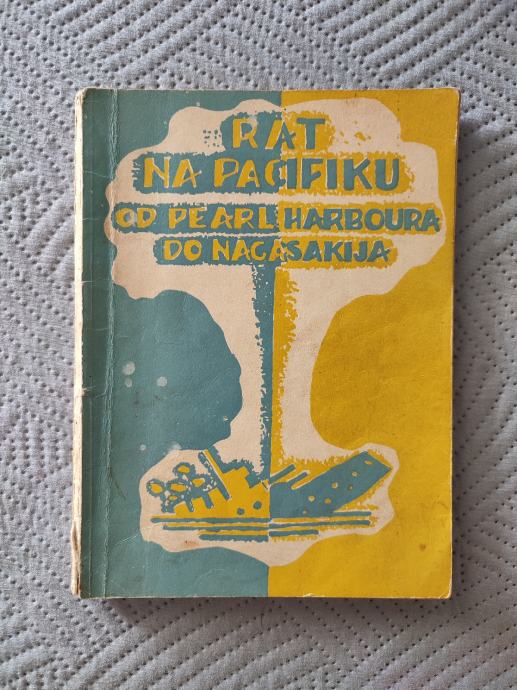 RAT
NA PACIFIKU
OD PEARL HARBOURA
DO NAGASAKIJA